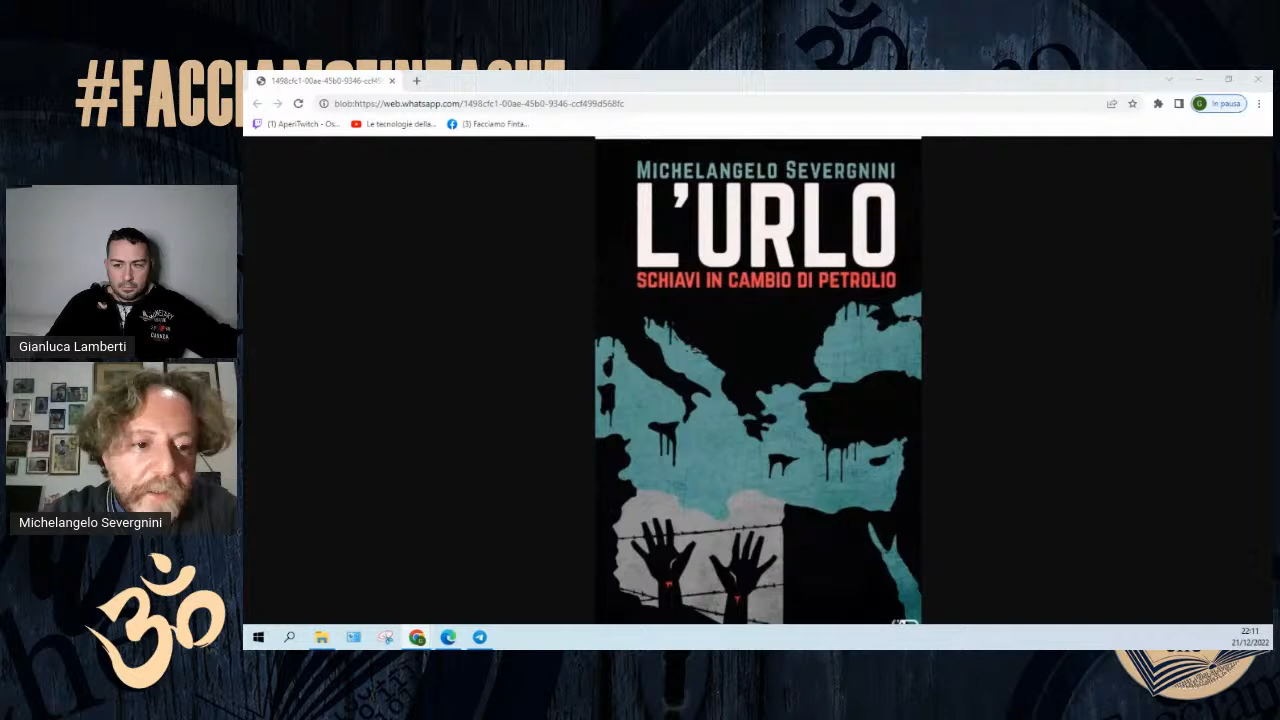 1498cfc1-00ae-45b0-9346-ccf45
blob:https://web.whatsapp.com/1498cfc1-00ae-45b0-9346-ccf499d568fc
G In pausa
(1) AperiTwitch - Os...
Le tecnologie della...
(3) Facciamo Finta...
MICHELANGELO SEVERGNINI
L'URLO
SCHIAVI IN CAMBIO DI PETROLIO
Gianluca Lamberti
Michelangelo Severgnini
22:11
21/12/2022